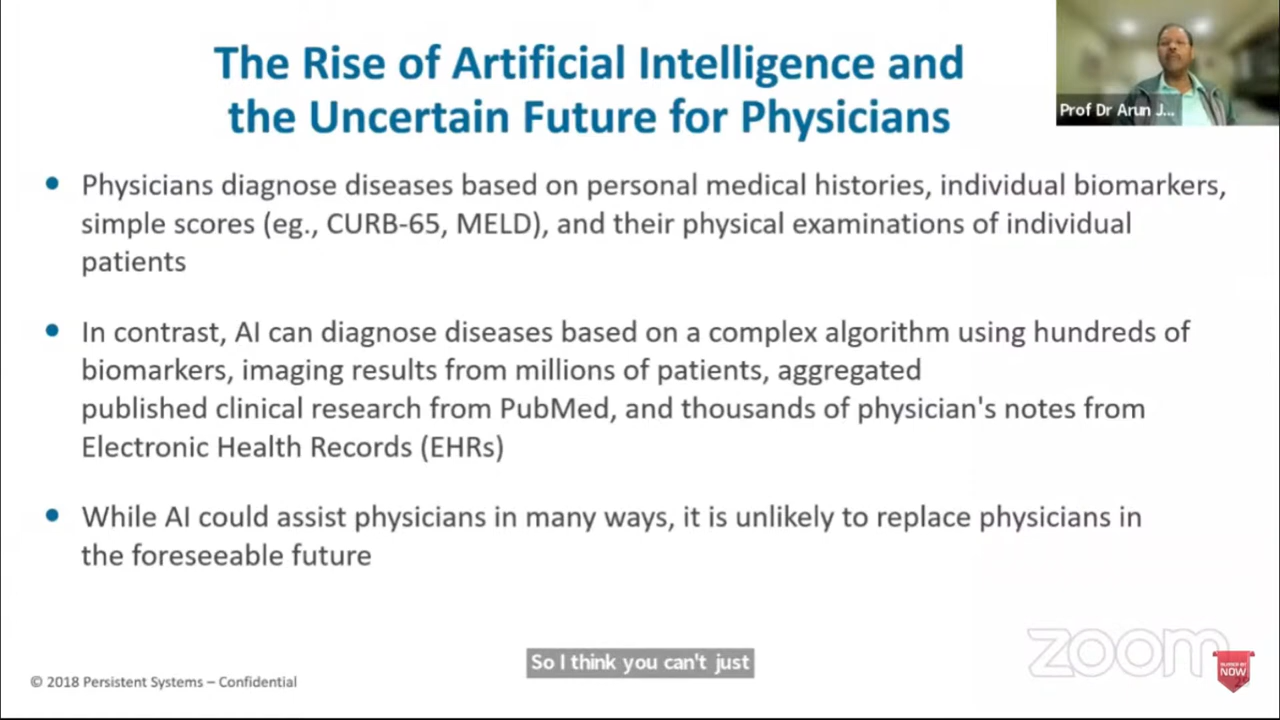 The Rise of Artificial Intelligence and
the Uncertain Future for Physicians
Prof Dr Arun J...
• Physicians diagnose diseases based on personal medical histories, individual biomarkers,
simple scores (eg., CURB-65, MELD), and their physical examinations of individual
patients
• In contrast, AI can diagnose diseases based on a complex algorithm using hundreds of
biomarkers, imaging results from millions of patients, aggregated
published clinical research from PubMed, and thousands of physician's notes from
Electronic Health Records (EHRs)
• While AI could assist physicians in many ways, it is unlikely to replace physicians in
the foreseeable future
So I think you can't just
© 2018 Persistent Systems – Confidential
zoom
NOW